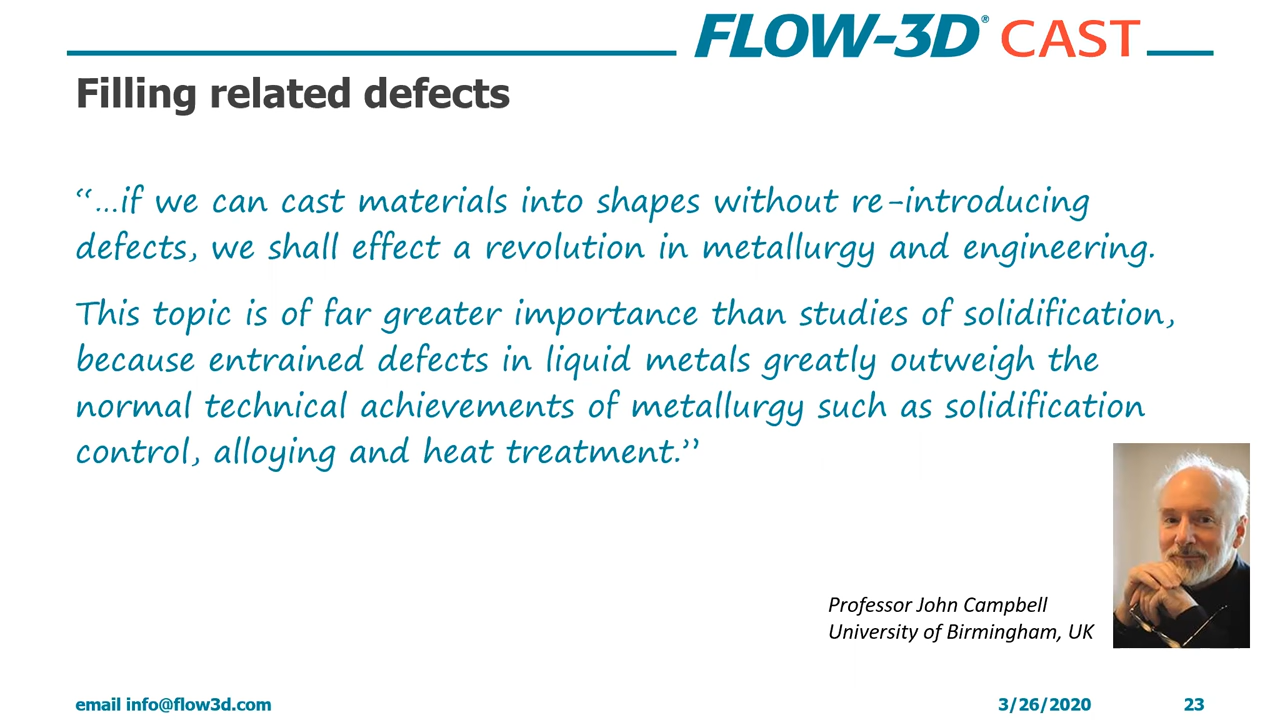 FLOW-3D® CAST
Filling related defects
“...if we can cast materials into shapes without re-introducing
defects, we shall effect a revolution in metallurgy and engineering.
This topic is of far greater importance than studies of solidification,
because entrained defects in liquid metals greatly outweigh the
normal technical achievements of metallurgy such as solidification
control, alloying and heat treatment.”
Professor John Campbell
University of Birmingham, UK
email info@flow3d.com 3/26/2020 23